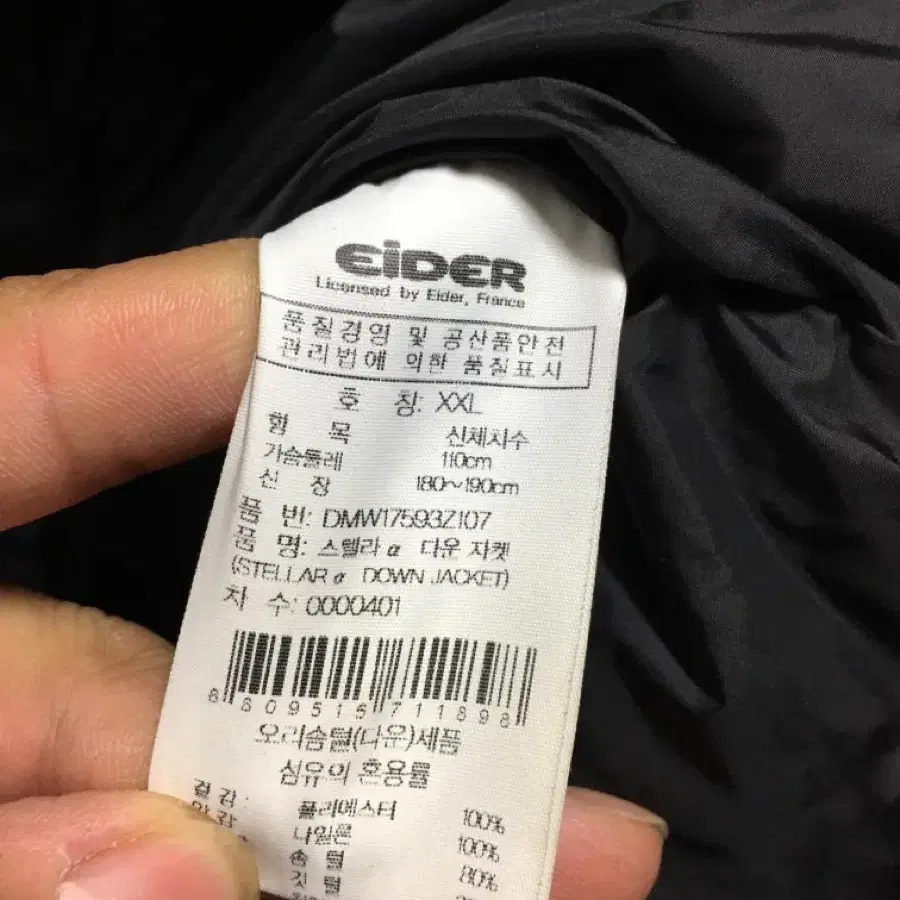 EiDER
Licensed by Eider, France
품질경영 및 공산품안전
관리법에 의한 품질표시
호 칭: XXL
항 목 신체치수
가슴둘레 110cm
신 장 180~190cm
품 번: DMW17593Z107
품 명: 스텔라 α 다운 자켓
(STELLAR α DOWN JACKET)
차 수: 0000401
8809515711898
오리솜털(다운)제품
섬유의 혼용률
겉감: 폴리에스터 100%
안감 나일론 100%
솜털 80%
깃털